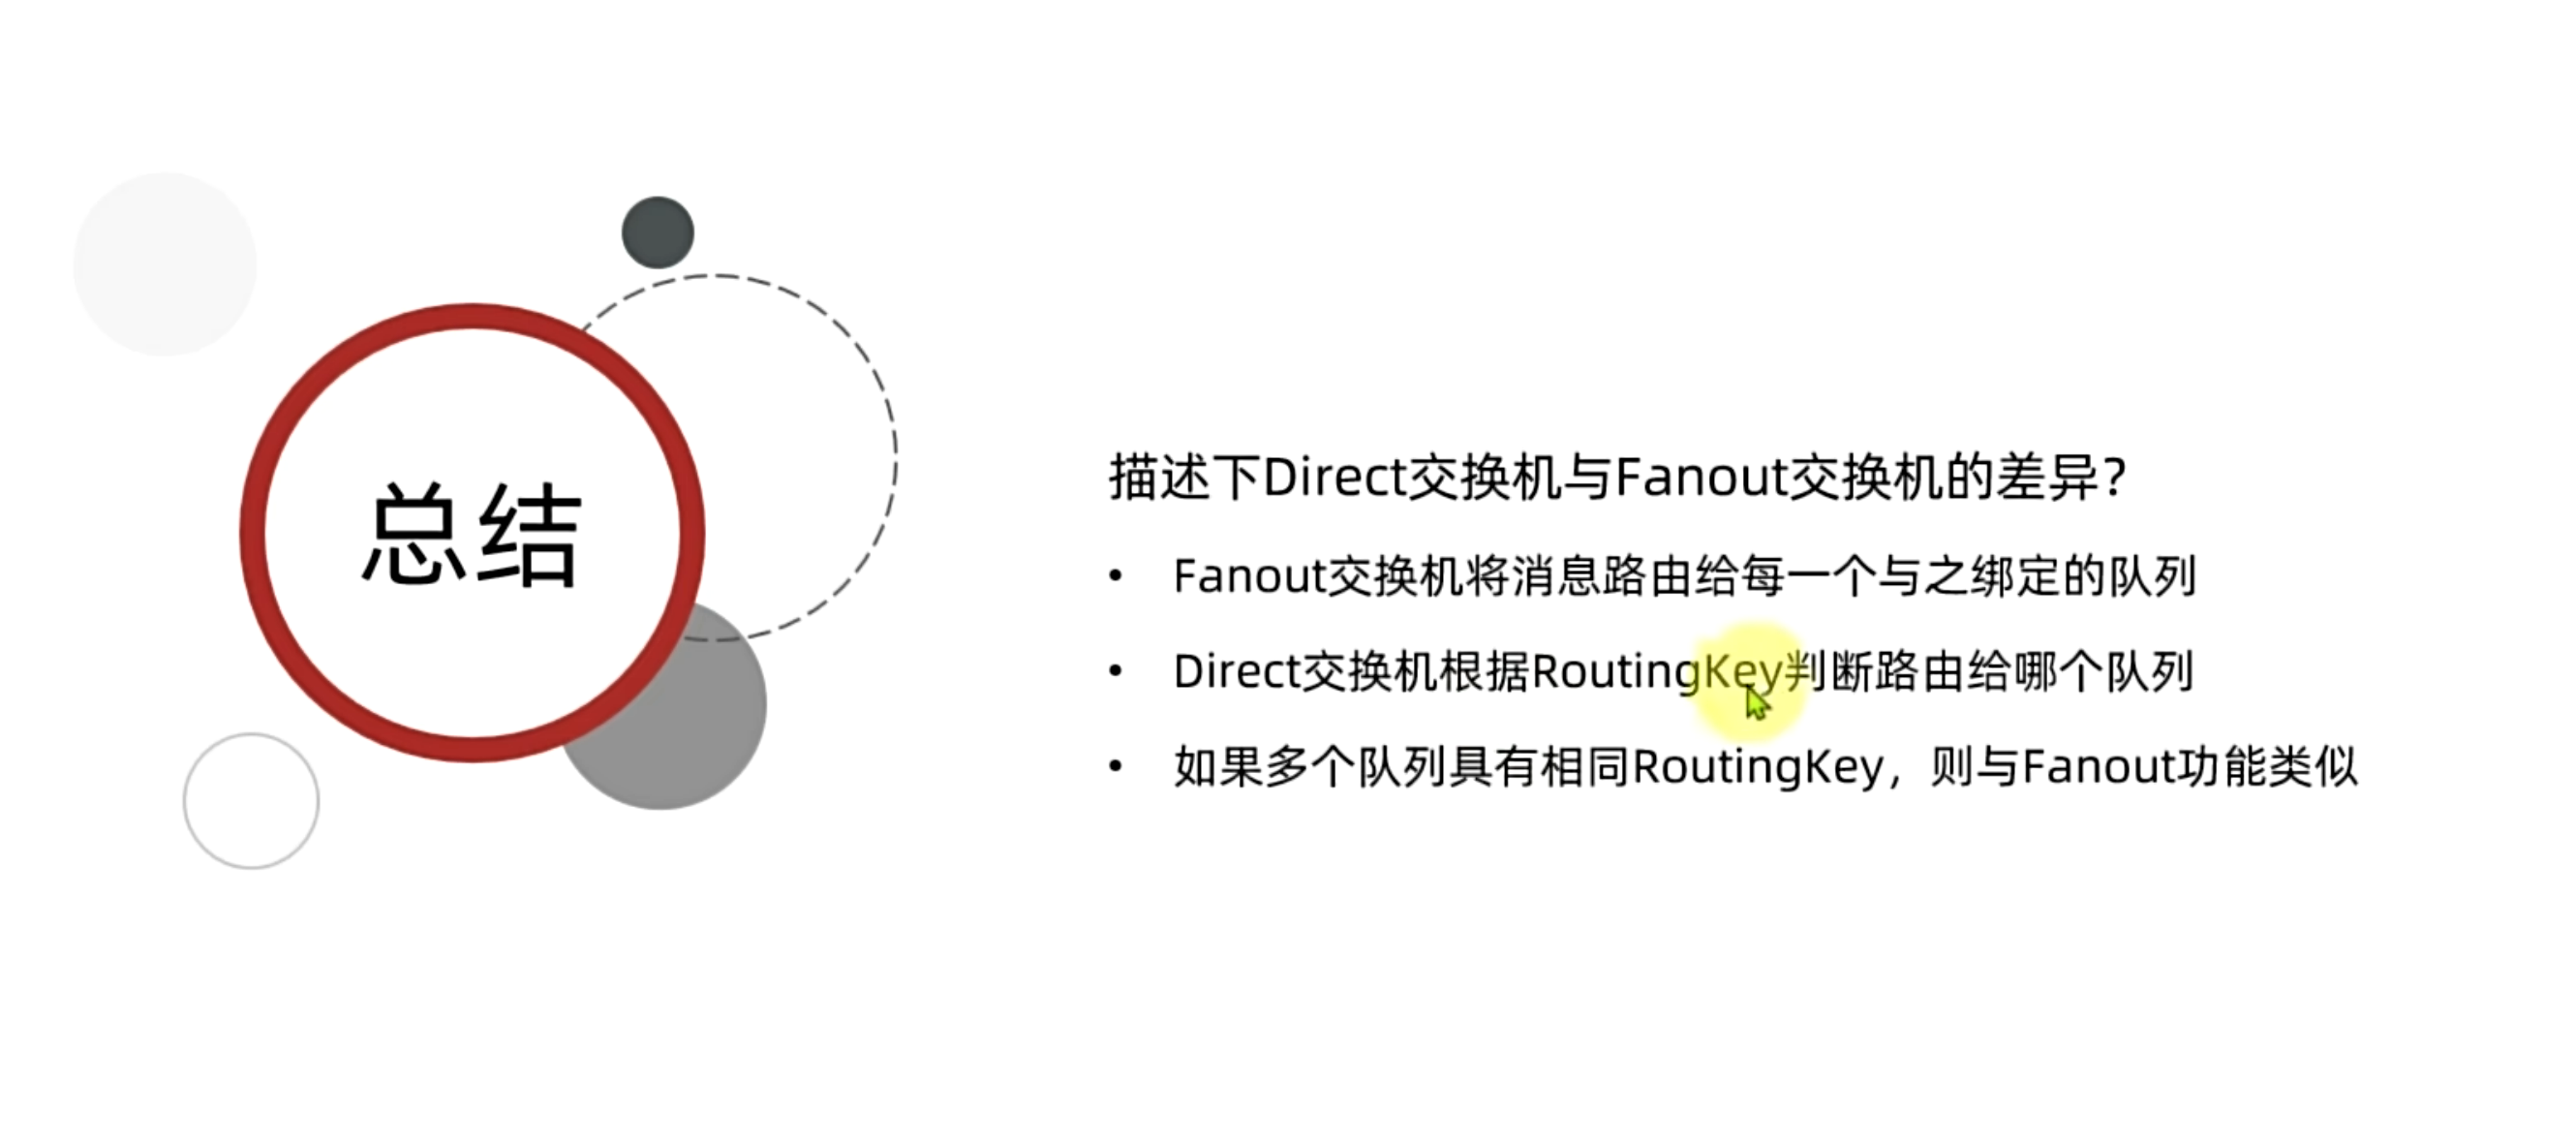 总结
描述下Direct交换机与Fanout交换机的差异?
• Fanout交换机将消息路由给每一个与之绑定的队列
• Direct交换机根据RoutingKey判断路由给哪个队列
• 如果多个队列具有相同RoutingKey，则与Fanout功能类似